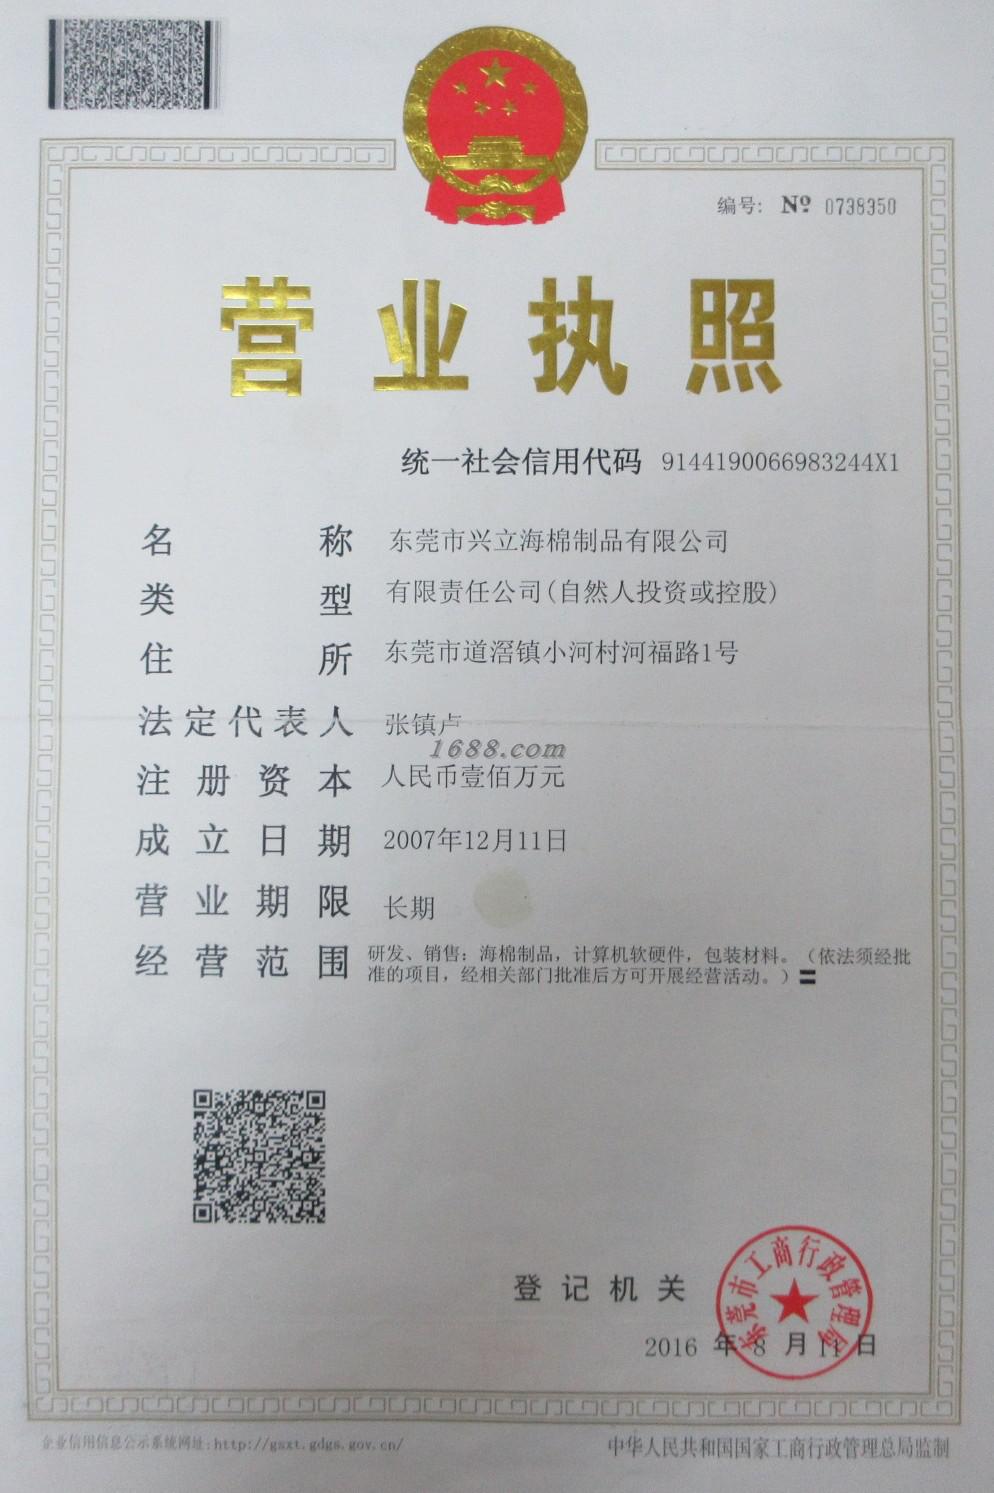 编号: № 0738350
营业执照
统一社会信用代码 9144190066983244X1
名称 东莞市兴立海棉制品有限公司
类型 有限责任公司(自然人投资或控股)
住所 东莞市道滘镇小河村河福路1号
法定代表人 张镇卢
1688.com
注册资本 人民币壹佰万元
成立日期 2007年12月11日
营业期限 长期
经营范围 研发、销售：海棉制品，计算机软硬件，包装材料。（依法须经批
准的项目，经相关部门批准后方可开展经营活动。）〓
东莞市工商行政管理局
登记机关
2016 年 8 月 11 日
企业信用信息公示系统网址:http://gsxt.gdgs.gov.cn/
中华人民共和国国家工商行政管理总局监制